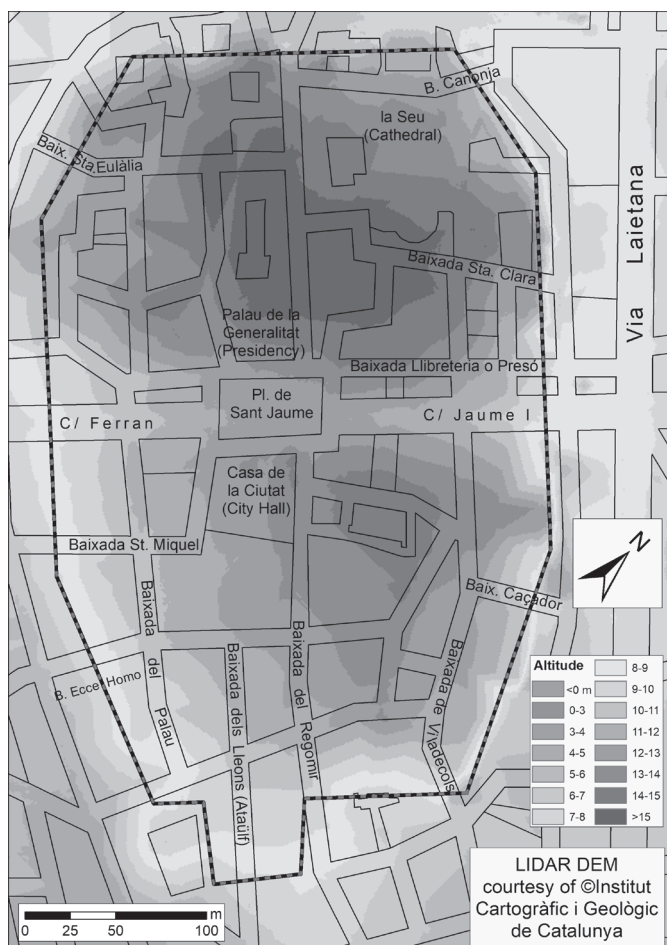 B. Canonja
la Seu
(Cathedral)
Baix. Sta. Eulàlia
Via Laietana
Baixada Sta. Clara
Palau de la
Generalitat
(Presidency)
Baixada Llibreteria o Presó
Pl. de
Sant Jaume
C/ Ferran
C/ Jaume I
Casa de
la Ciutat
(City Hall)
Baixada St. Miquel
N
Baix. Caçador
Baixada del Palau
B. Ecce Homo
Baixada dels Lleons (Ataülf)
Baixada del Regomir
Baixada de Viladecols
Altitude
<0 m
0-3
3-4
4-5
5-6
6-7
7-8
8-9
9-10
10-11
11-12
12-13
13-14
14-15
>15
LIDAR DEM
courtesy of ©Institut
Cartogràfic i Geològic
de Catalunya
m
0 25 50 100